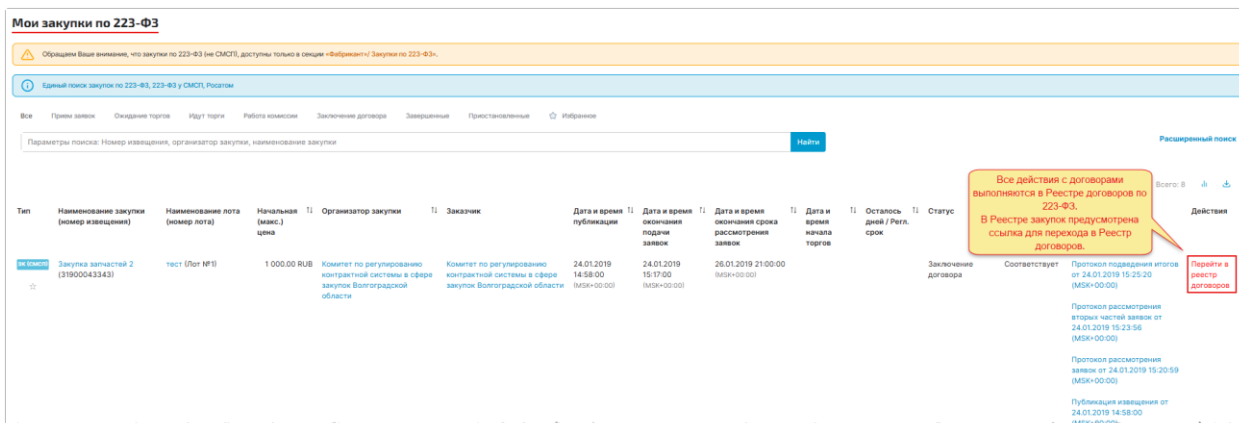 Мои закупки по 223-ФЗ
Обращаем Ваше внимание, что закупки по 223-ФЗ (не СМСП), доступны только в секции «Фабрикант»/ Закупки по 223-ФЗ».
Единый поиск закупок по 223-ФЗ, 223-ФЗ у СМСП, Росатом
Все Прием заявок Ожидание торгов Идут торги Работа комиссии Заключение договора Завершенные Приостановленные Избранное
Параметры поиска: Номер извещения, организатор закупки, наименование закупки
Найти
Расширенный поиск
Все действия с договорами
выполняются в Реестре договоров по
223-ФЗ.
В Реестре закупок предусмотрена
ссылка для перехода в Реестр
договоров.
Всего: 8
Тип
Наименование закупки
(номер извещения)
Наименование лота
(номер лота)
Начальная
(макс.)
цена
Организатор закупки
Заказчик
Дата и время
публикации
Дата и время
окончания
подачи
заявок
Дата и время
окончания срока
рассмотрения
заявок
Дата и
время
начала
торгов
Осталось
дней / Регл.
срок
Статус
Действия
Закупка запчастей 2
(31900043343)
тест (Лот №1)
1 000.00 RUB
Комитет по регулированию
контрактной системы в сфере
закупок Волгоградской
области
Комитет по регулированию
контрактной системы в сфере
закупок Волгоградской области
24.01.2019
14:58:00
(MSK+00:00)
24.01.2019
15:17:00
(MSK+00:00)
26.01.2019 21:00:00
(MSK+00:00)
Заключение
договора
Соответствует
Протокол подведения итогов
от 24.01.2019 15:25:20
(MSK+00:00)
Протокол рассмотрения
вторых частей заявок от
24.01.2019 15:23:56
(MSK+00:00)
Протокол рассмотрения
заявок от 24.01.2019 15:20:59
(MSK+00:00)
Публикация извещения от
24.01.2019 14:58:00
Перейти в
реестр
договоров